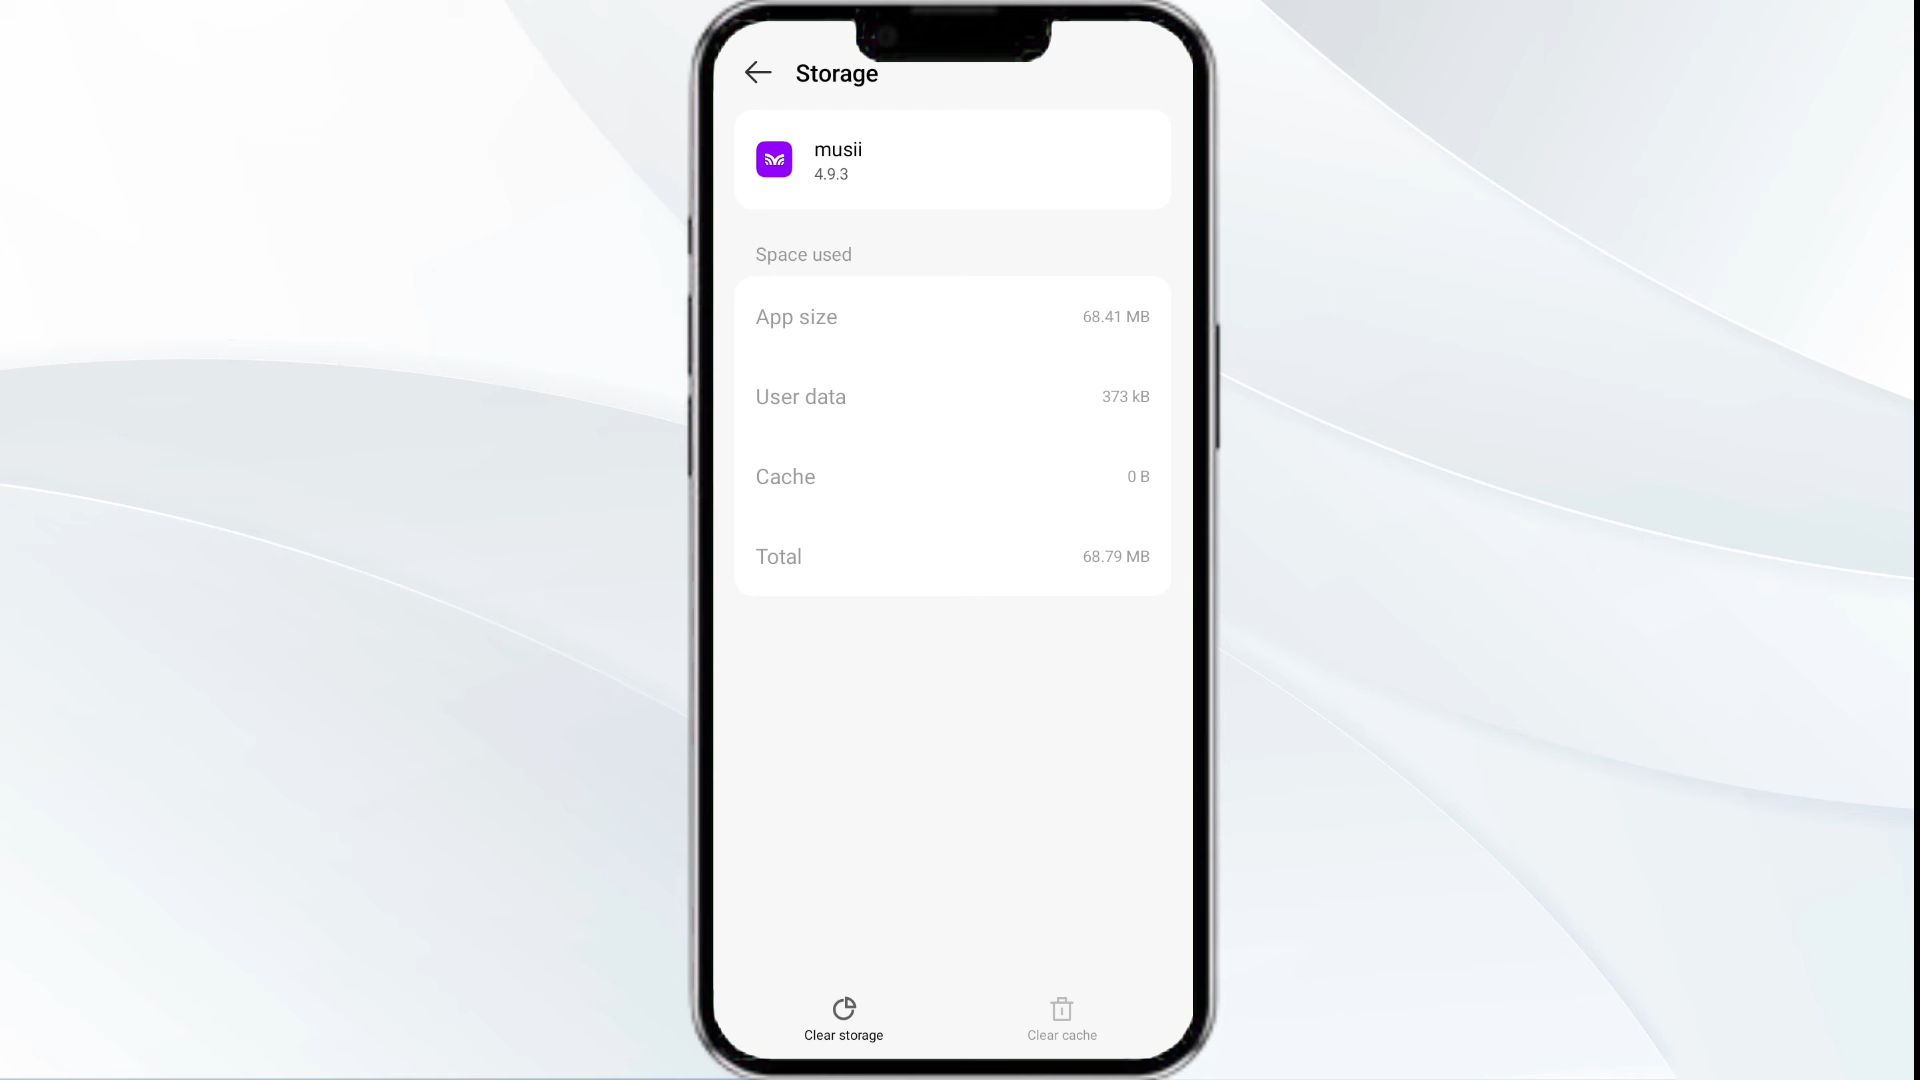 Storage
musii
4.9.3
Space used
App size 68.41 MB
User data 373 kB
Cache 0 B
Total 68.79 MB
Clear storage Clear cache